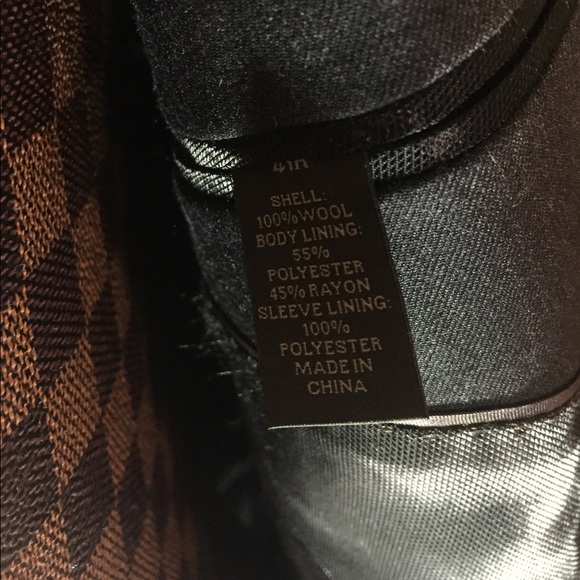 41R
SHELL:
100%WOOL
BODY LINING:
55%
POLYESTER
45%RAYON
SLEEVE LINING:
100%
POLYESTER
MADE IN
CHINA